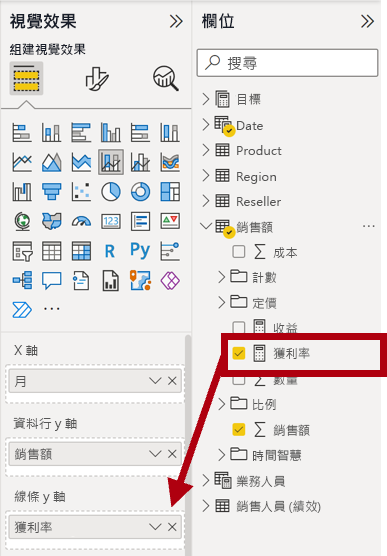 視覺效果 >>
組建視覺效果
123
R
Py
...
X 軸
月
資料行 y 軸
銷售額
線條 y 軸
獲利率
欄位 >>
搜尋
目標
Date
Product
Region
Reseller
銷售額 ...
成本
計數
定價
收益
獲利率
數量
比例
銷售額
時間智慧
業務人員
銷售人員 (績效)